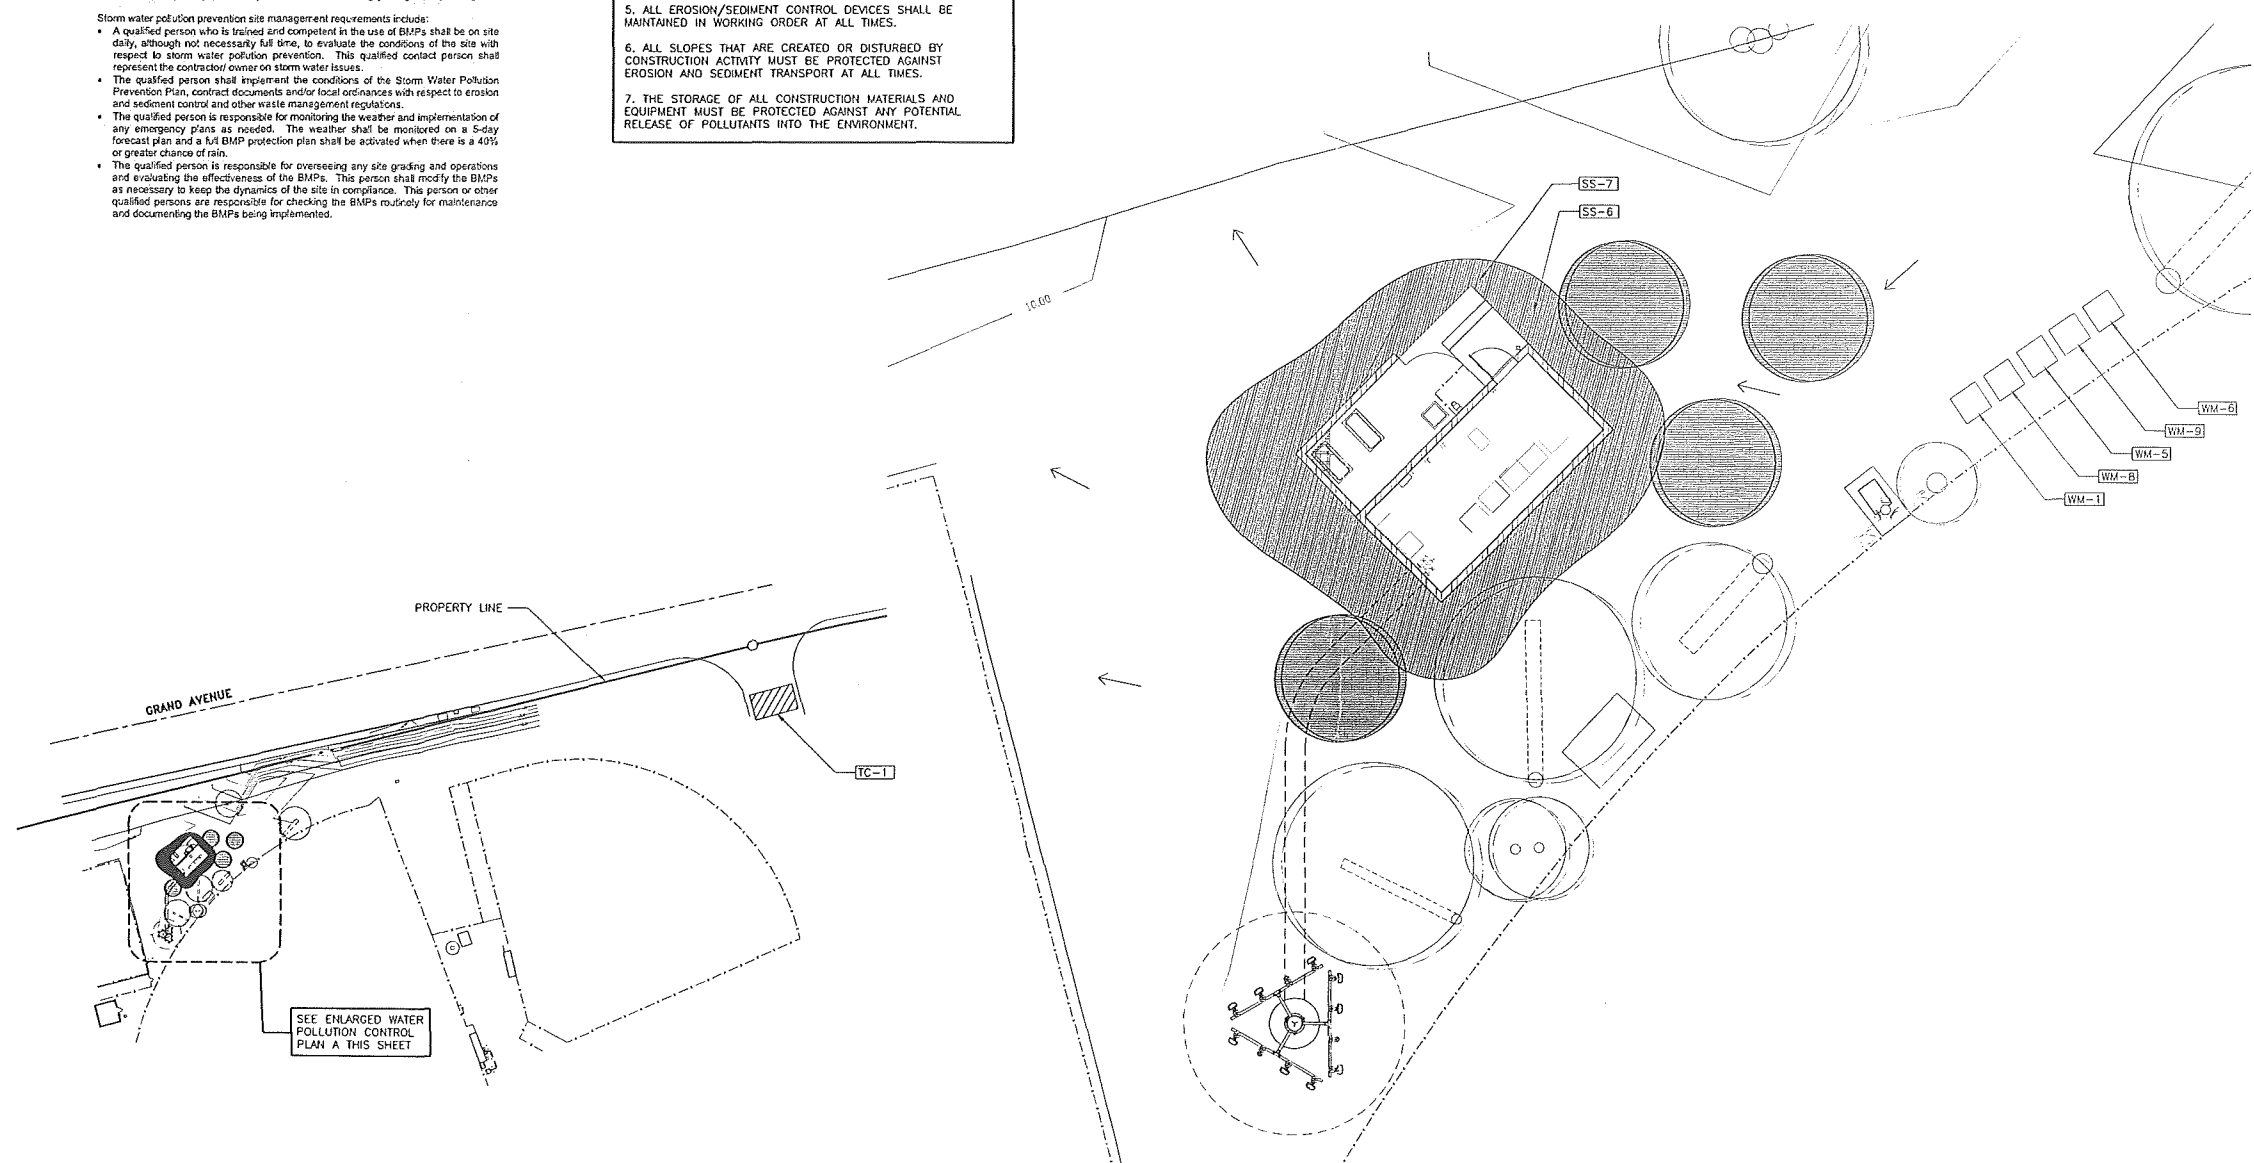 Storm water pollution prevention site management requirements include:
• A qualified person who is trained and competent in the use of BMPs shall be on site
daily, although not necessarily full time, to evaluate the conditions of the site with
respect to storm water pollution prevention. This qualified contact person shall
represent the contractor/ owner on storm water issues.
• The qualified person shall implement the conditions of the Storm Water Pollution
Prevention Plan, contract documents and/or local ordinances with respect to erosion
and sediment control and other waste management regulations.
• The qualified person is responsible for monitoring the weather and implementation of
any emergency plans as needed. The weather shall be monitored on a 5-day
forecast plan and a full BMP protection plan shall be activated when there is a 40%
or greater chance of rain.
• The qualified person is responsible for overseeing any site grading and operations
and evaluating the effectiveness of the BMPs. This person shall modify the BMPs
as necessary to keep the dynamics of the site in compliance. This person or other
qualified persons are responsible for checking the BMPs routinely for maintenance
and documenting the BMPs being implemented.
5. ALL EROSION/SEDIMENT CONTROL DEVICES SHALL BE
MAINTAINED IN WORKING ORDER AT ALL TIMES.
6. ALL SLOPES THAT ARE CREATED OR DISTURBED BY
CONSTRUCTION ACTIVITY MUST BE PROTECTED AGAINST
EROSION AND SEDIMENT TRANSPORT AT ALL TIMES.
7. THE STORAGE OF ALL CONSTRUCTION MATERIALS AND
EQUIPMENT MUST BE PROTECTED AGAINST ANY POTENTIAL
RELEASE OF POLLUTANTS INTO THE ENVIRONMENT.
SS-7
SS-6
10.00
WM-6
WM-9
WM-5
WM-8
WM-1
PROPERTY LINE
GRAND AVENUE
TC-1
SEE ENLARGED WATER
POLLUTION CONTROL
PLAN A THIS SHEET